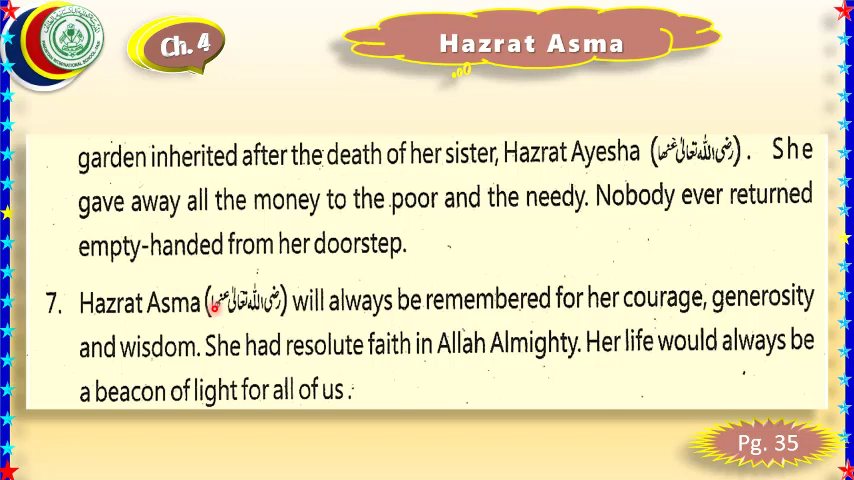 Ch. 4
Hazrat Asma
garden inherited after the death of her sister, Hazrat Ayesha (رضی اللہ تعالیٰ عنہا). She
gave away all the money to the poor and the needy. Nobody ever returned
empty-handed from her doorstep.
7. Hazrat Asma (رضی اللہ تعالیٰ عنہا) will always be remembered for her courage, generosity
and wisdom. She had resolute faith in Allah Almighty. Her life would always be
a beacon of light for all of us.
Pg. 35